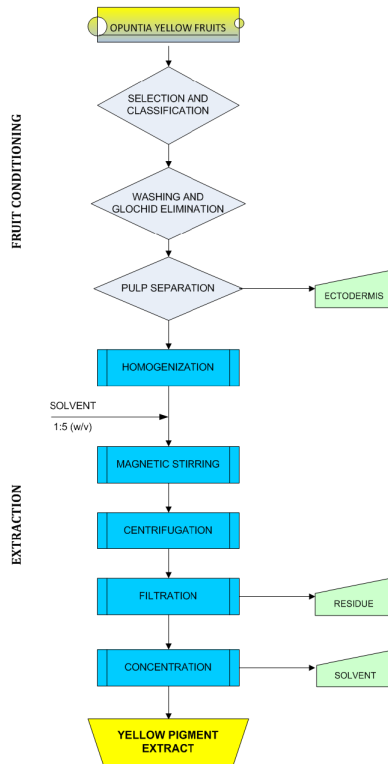 OPUNTIA YELLOW FRUITS
FRUIT CONDITIONING
SELECTION AND
CLASSIFICATION
WASHING AND
GLOCHID ELIMINATION
PULP SEPARATION
ECTODERMIS
HOMOGENIZATION
SOLVENT
1:5 (w/v)
EXTRACTION
MAGNETIC STIRRING
CENTRIFUGATION
FILTRATION
RESIDUE
CONCENTRATION
SOLVENT
YELLOW PIGMENT
EXTRACT